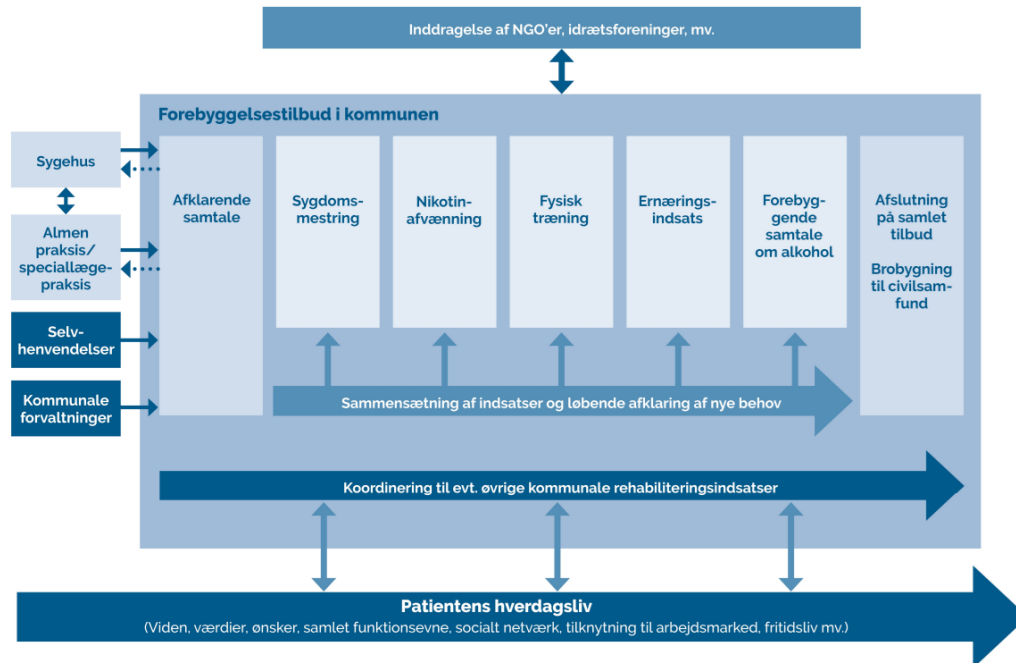 Inddragelse af NGO'er, idrætsforeninger, mv.
Forebyggelsestilbud i kommunen
Sygehus
Almen
praksis/
speciallæge-
praksis
Selv-
henvendelser
Kommunale
forvaltninger
Afklarende
samtale
Sygdoms-
mestring
Nikotin-
afvænning
Fysisk
træning
Ernærings-
indsats
Forebyg-
gende
samtale
om alkohol
Afslutning
på samlet
tilbud
Brobygning
til civilsam-
fund
Sammensætning af indsatser og løbende afklaring af nye behov
Koordinering til evt. øvrige kommunale rehabiliteringsindsatser
Patientens hverdagsliv
(Viden, værdier, ønsker, samlet funktionsevne, socialt netværk, tilknytning til arbejdsmarked, fritidsliv mv.)